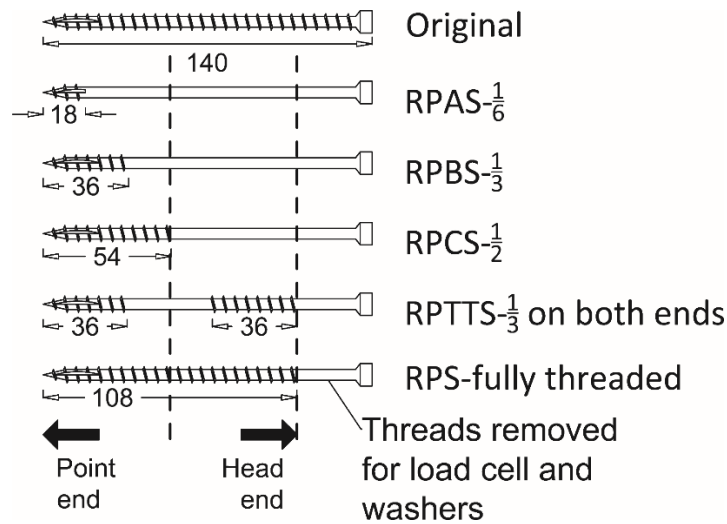 Original
140
RPAS-1/6
18
RPBS-1/3
36
RPCS-1/2
54
RPTTS-1/3 on both ends
36 36
RPS-fully threaded
108
Threads removed
for load cell and
washers
Point
end
Head
end